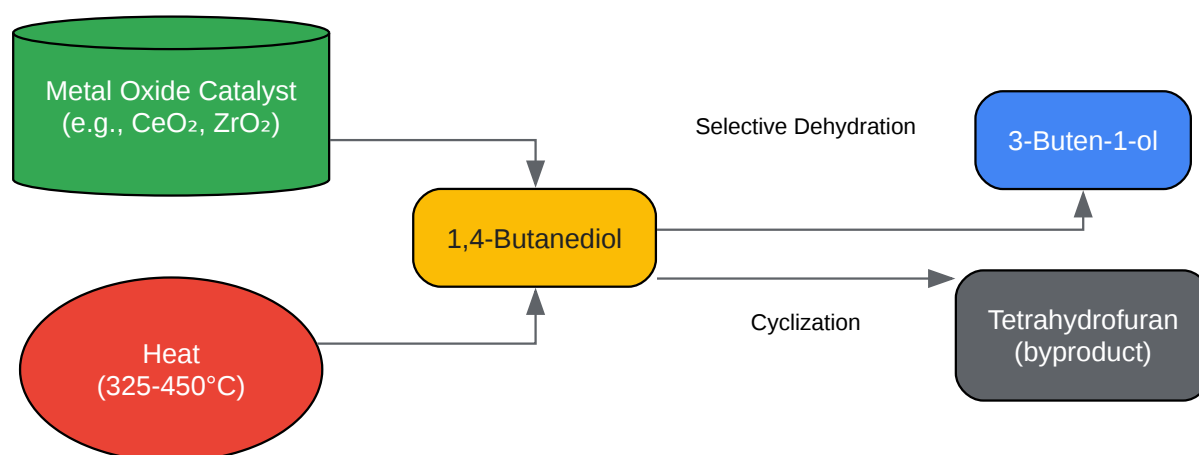 Metal Oxide Catalyst
(e.g., CeO₂, ZrO₂)
Selective Dehydration
3-Buten-1-ol
1,4-Butanediol
Heat
(325-450°C)
Cyclization
Tetrahydrofuran
(byproduct)